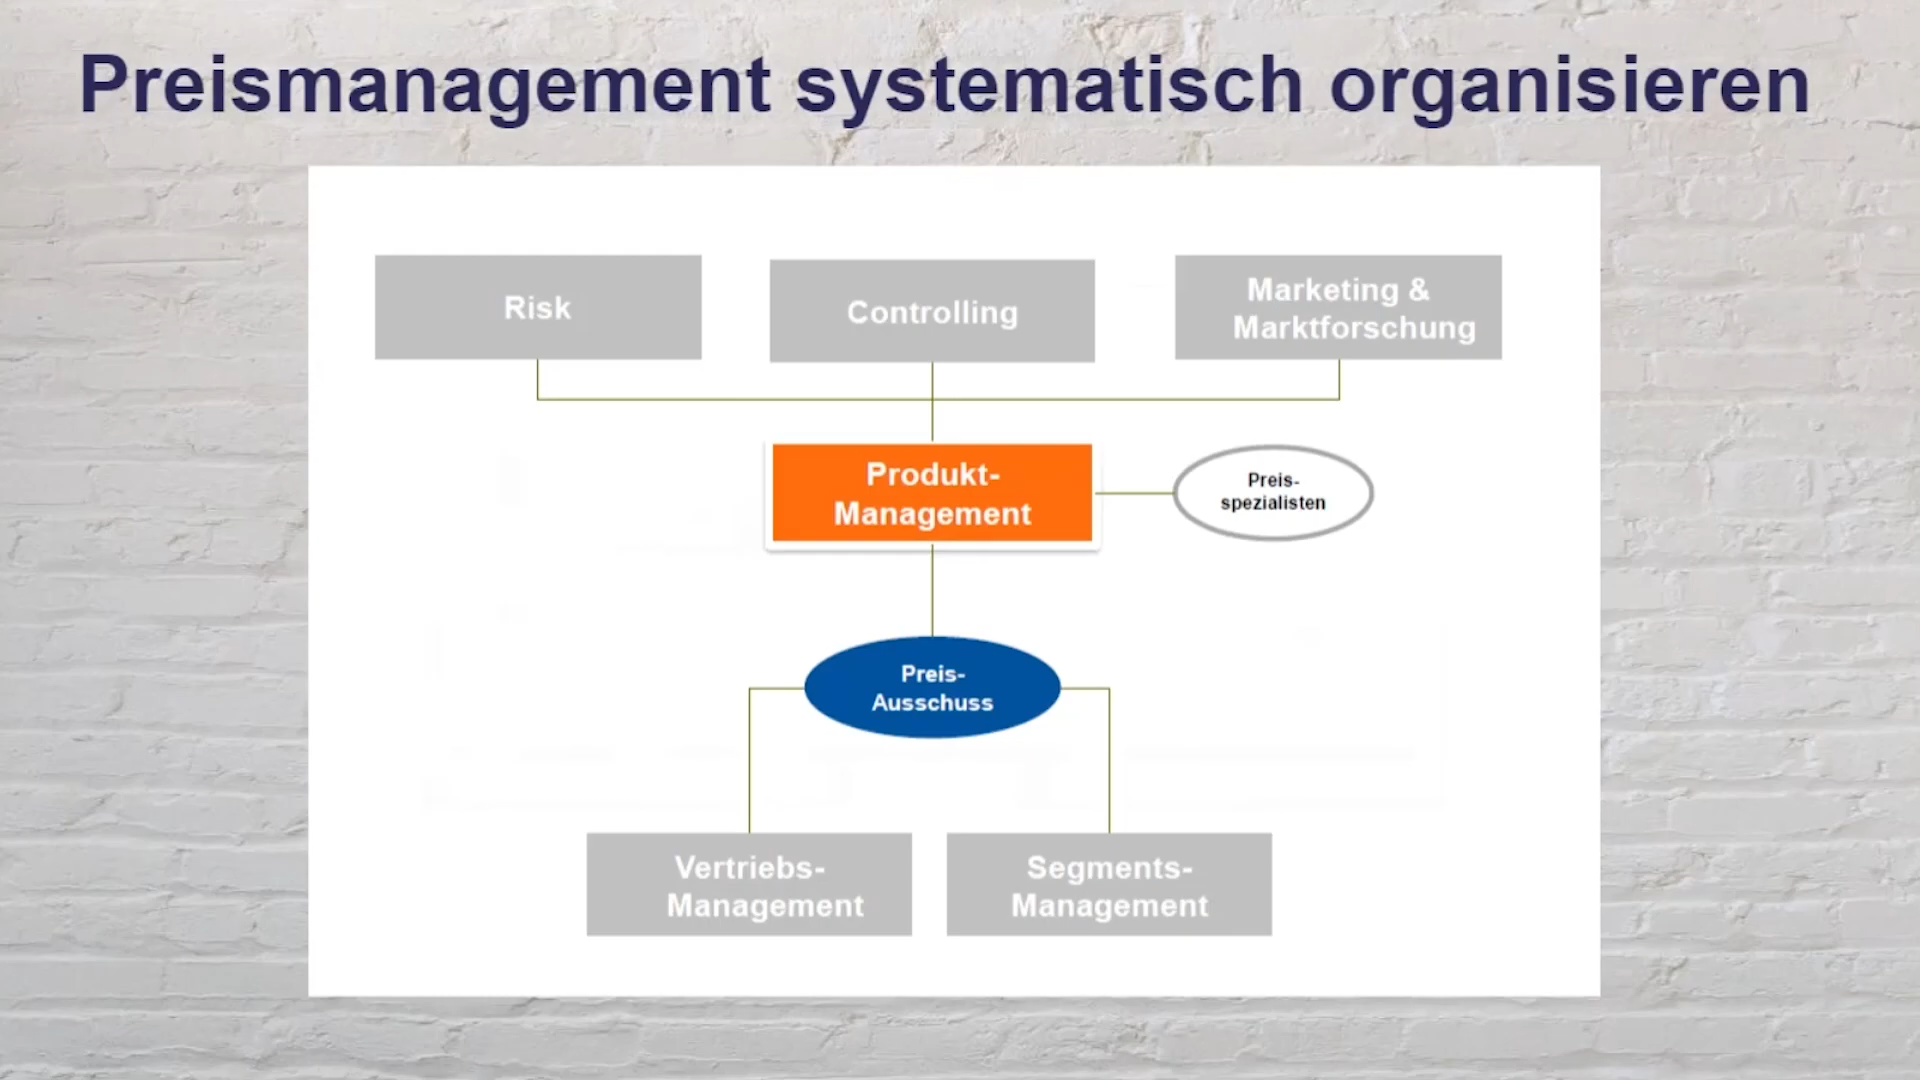 Preismanagement systematisch organisieren
Risk
Controlling
Marketing &
Marktforschung
Produkt-
Management
Preis-
spezialisten
Preis-
Ausschuss
Vertriebs-
Management
Segments-
Management